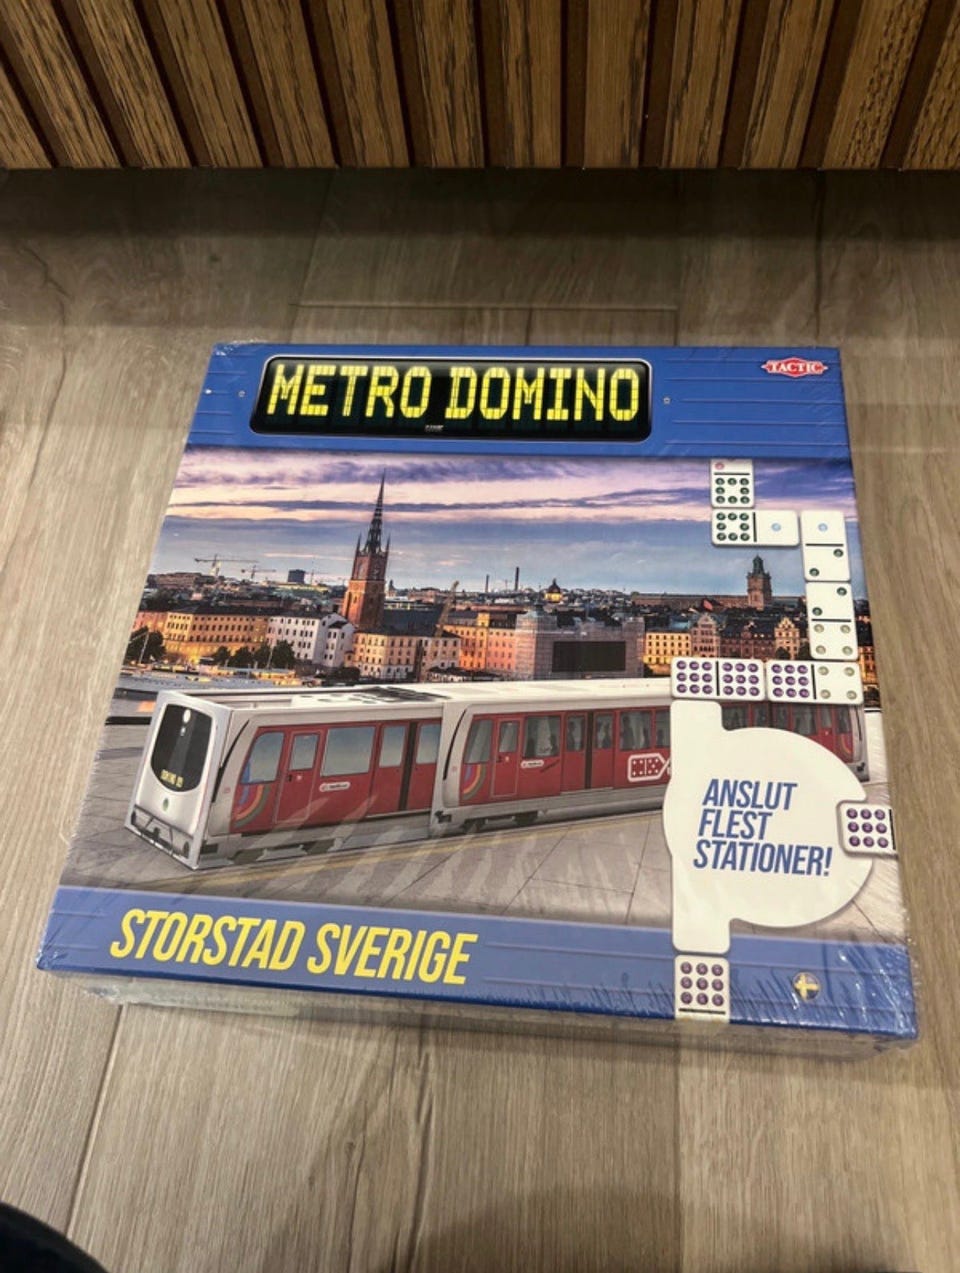 METRO DOMINO
TACTIC
ANSLUT
FLEST
STATIONER!
STORSTAD SVERIGE